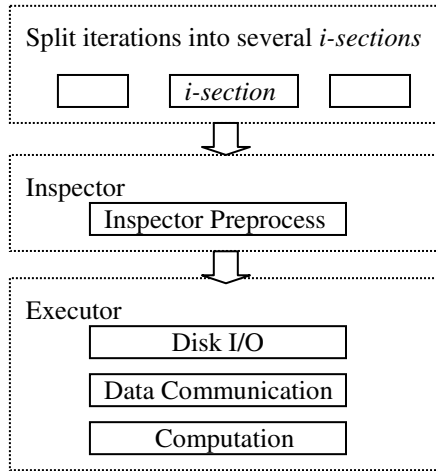 Split iterations into several i-sections
i-section
Inspector
Inspector Preprocess
Executor
Disk I/O
Data Communication
Computation